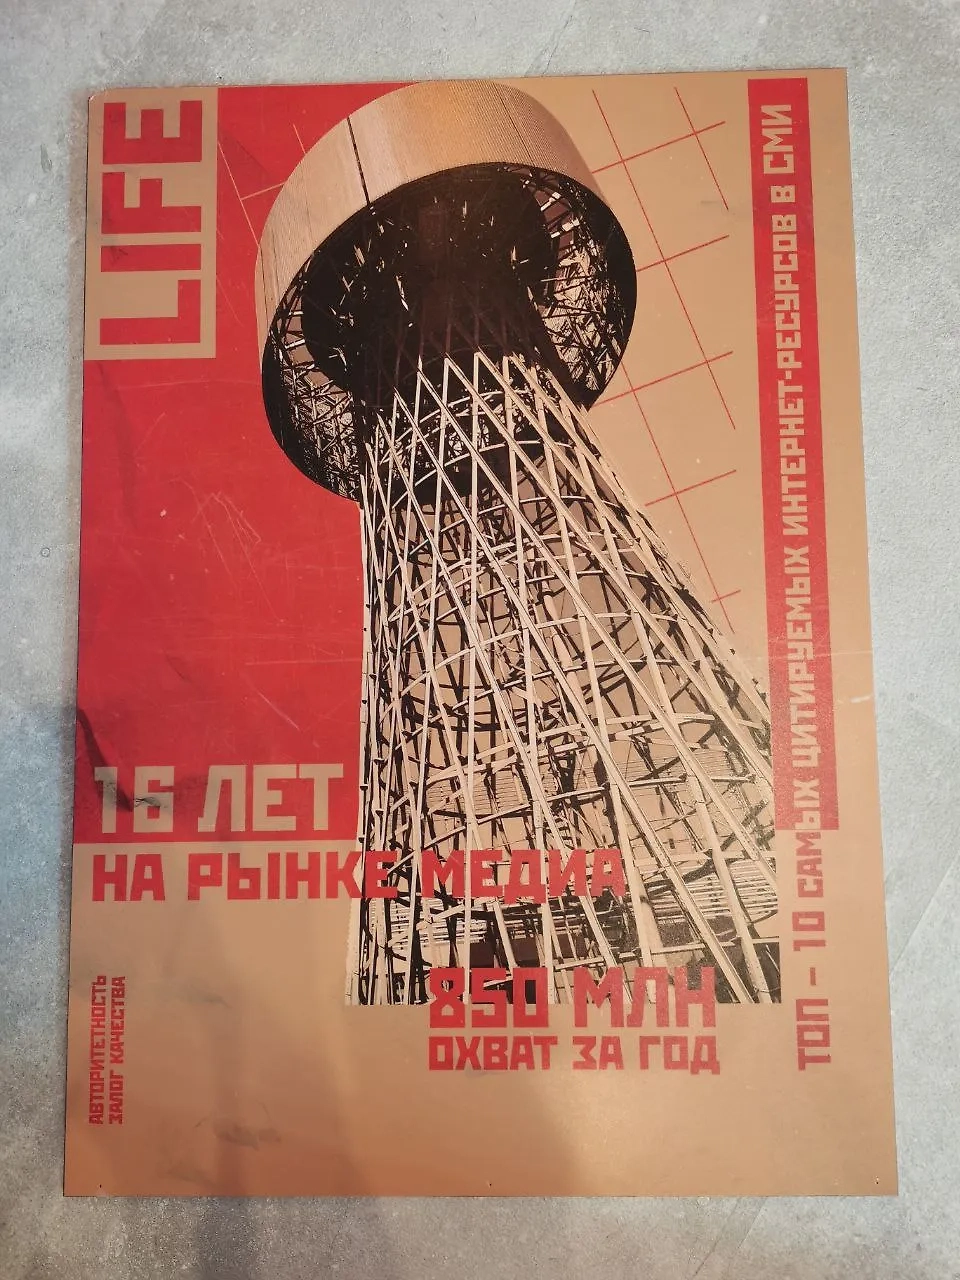 LIFE
16 ЛЕТ
НА РЫНКЕ МЕДИА
850 МЛН
ОХВАТ ЗА ГОД
АВТОРИТЕТНОСТЬ
ЗАЛОГ КАЧЕСТВА
ТОП - 10 САМЫХ ЦИТИРУЕМЫХ ИНТЕРНЕТ-РЕСУРСОВ В СМИ